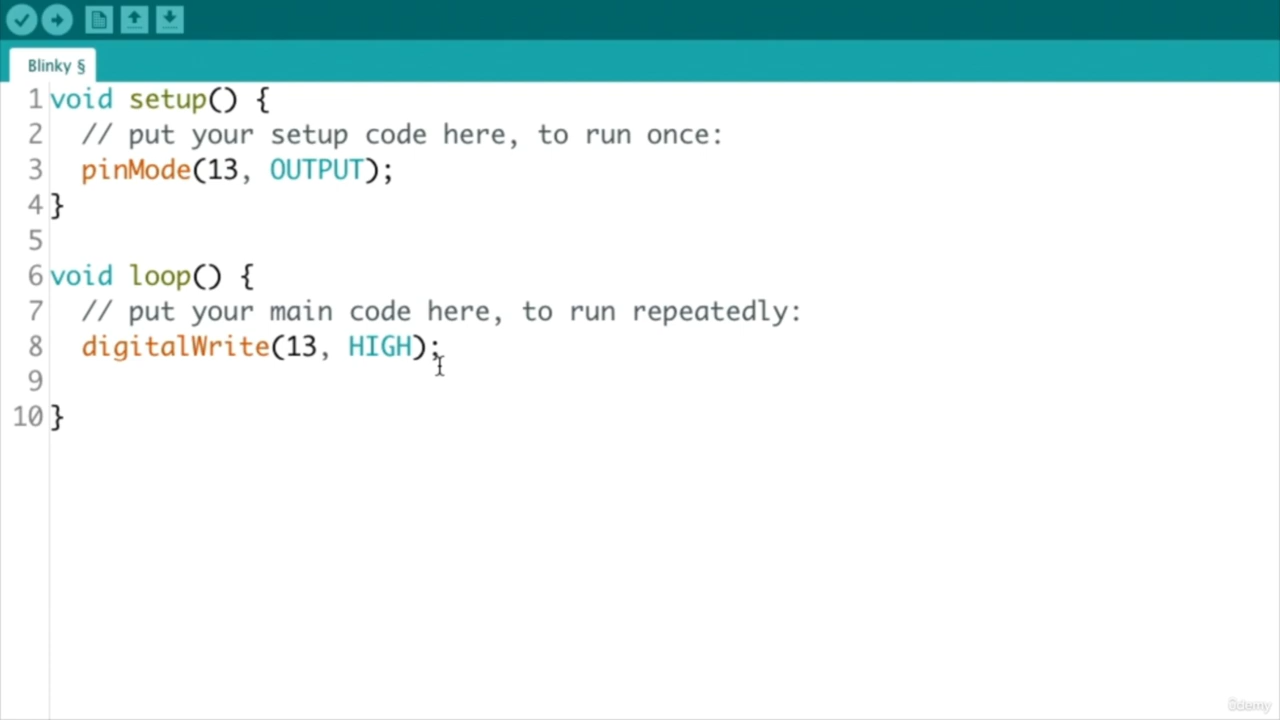 Blinky §
1 void setup() {
2 // put your setup code here, to run once:
3 pinMode(13, OUTPUT);
4 }
5
6 void loop() {
7 // put your main code here, to run repeatedly:
8 digitalWrite(13, HIGH);
9
10 }
ûdemy